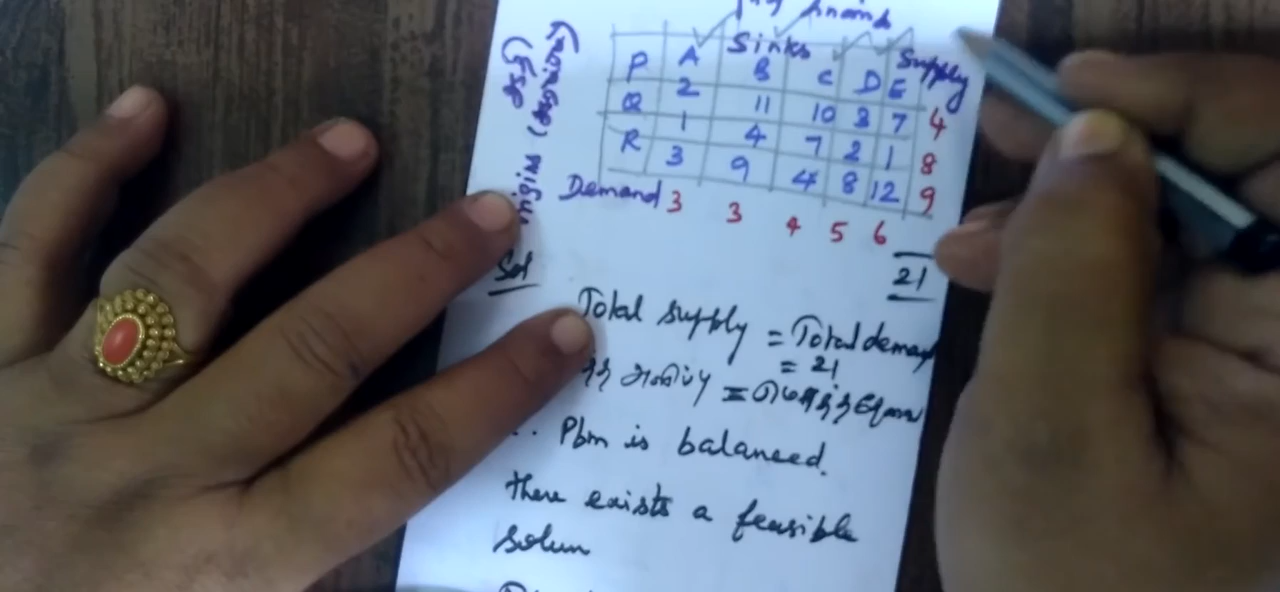 Sinks
A B C D E Supply
P 2 11 10 3 7 4
Q 1 4 7 2 1 8
R 3 9 4 8 12 9
Demand 3 3 4 5 6
21
Sol
Total supply = Total deman
= 21
=
Pbm is balanced.
there exists a feasible
solun